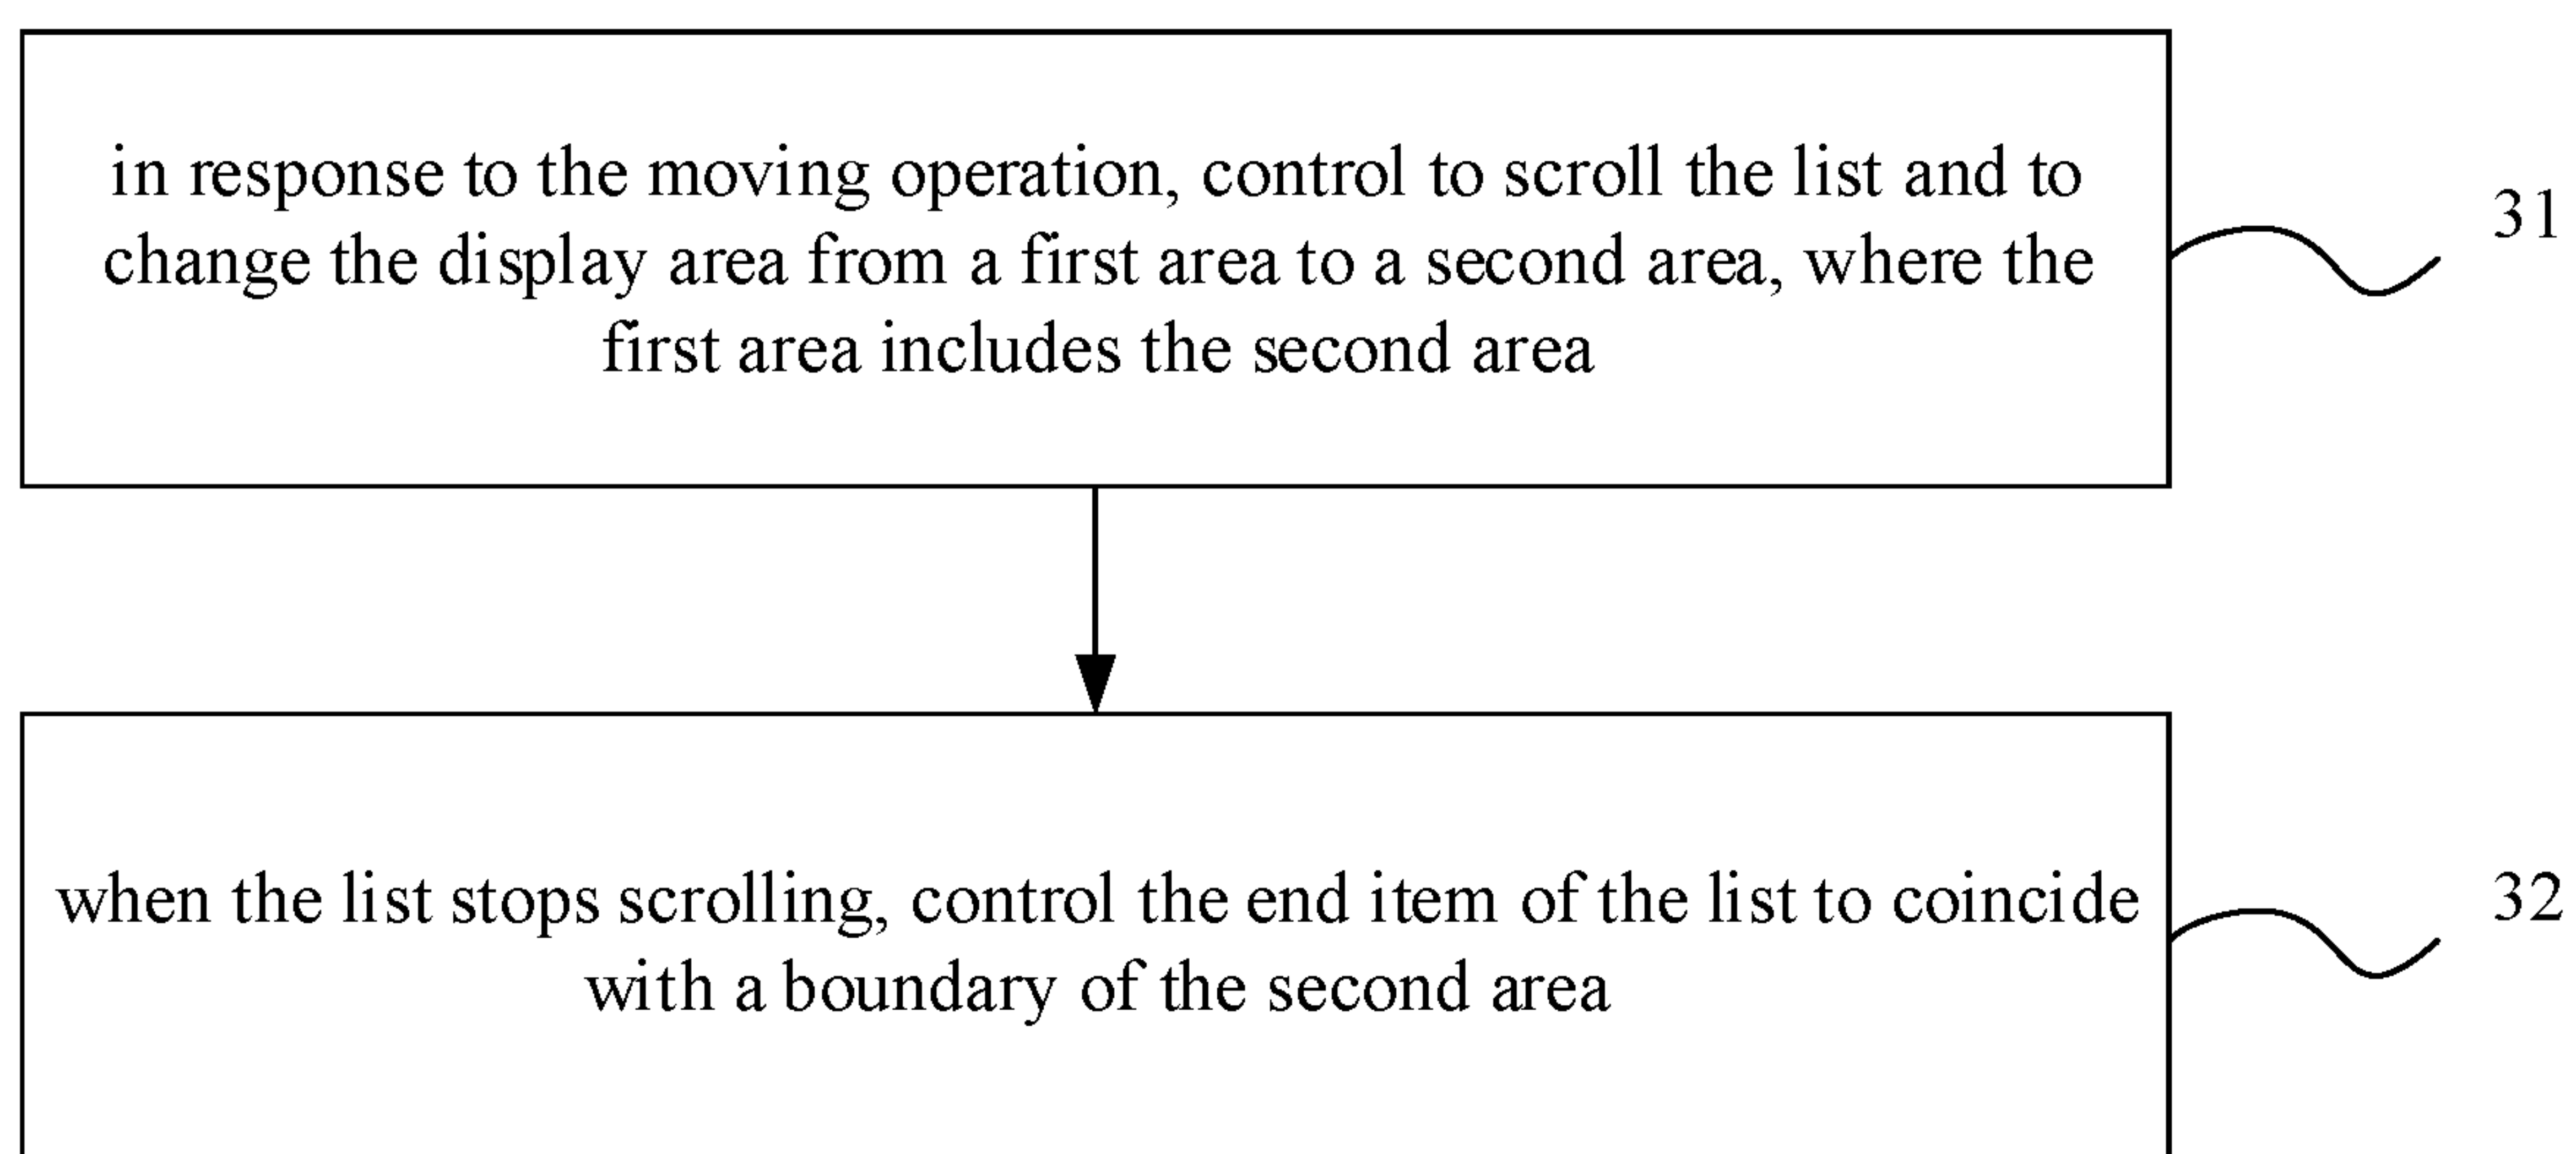 in response to the moving operation, control to scroll the list and to
change the display area from a first area to a second area, where the
first area includes the second area
31
when the list stops scrolling, control the end item of the list to coincide
with a boundary of the second area
32